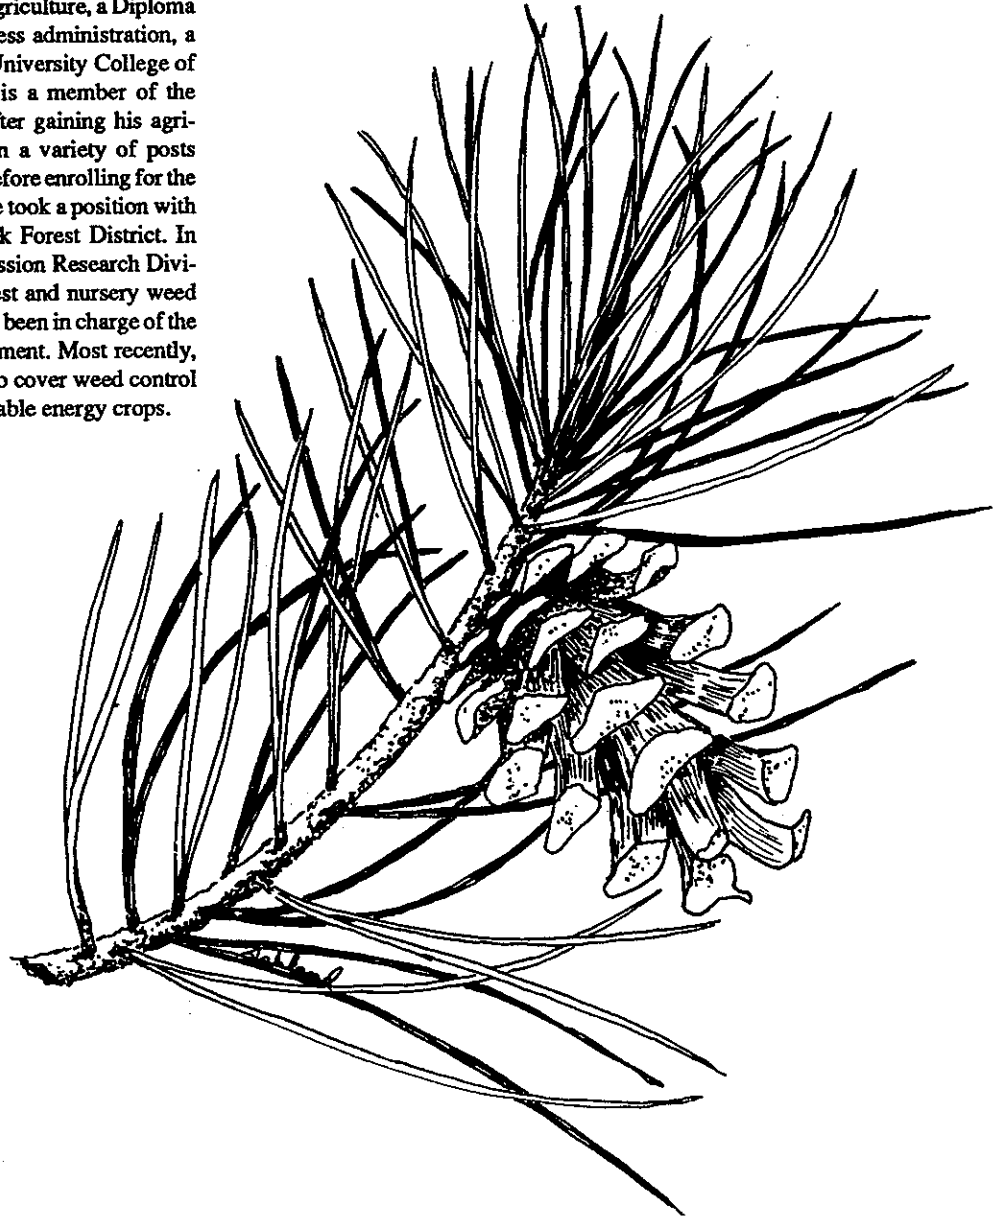 griculture, a Diploma
ess administration, a
University College of
is a member of the
fter gaining his agri-
n a variety of posts
efore enrolling for the
e took a position with
k Forest District. In
ssion Research Divi-
est and nursery weed
been in charge of the
ment. Most recently,
o cover weed control
able energy crops.